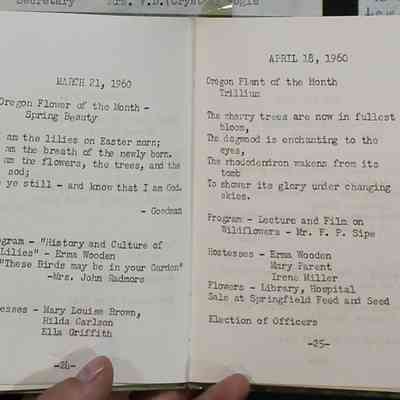 Secretary
MARCH 21, 1960
Oregon Flower of the Month -
Spring Beauty
am the lilies on Easter morn;
am the breath of the newly born.
am the flowers, the trees, and the
sod;
ye still - and know that I am God.
- Goodman
ogram - "History and Culture of
Lilies" - Erma Wooden
"These Birds may be in your Garden"
-Mrs. John Radmore
esses - Mary Louise Brown,
Hilda Carlson
Ella Griffith
-24-
APRIL 18, 1960
Oregon Plant of the Month
Trillium
The cherry trees are now in fullest
bloom,
The dogwood is enchanting to the
eyes,
The rhododendron wakens from its
tomb
To shower its glory under changing
skies.
Program - Lecture and Film on
Wildflowers - Mr. F. P. Sipe
Hostesses - Erma Wooden
Mary Parent
Irene Miller
Flowers - Library, Hospital
Sale at Springfield Feed and Seed
Election of Officers
-25-